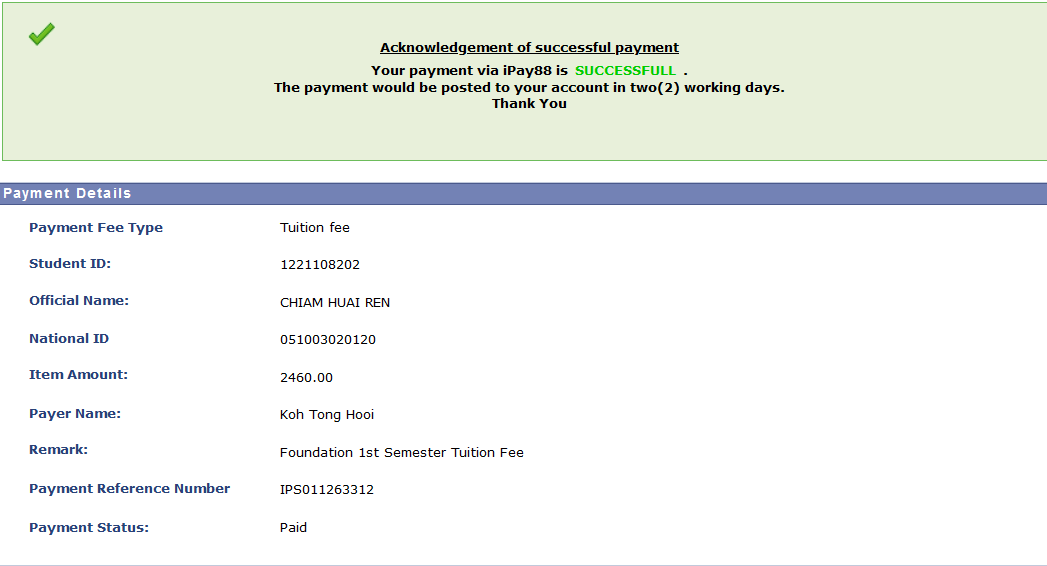 Acknowledgement of successful payment
Your payment via iPay88 is SUCCESSFULL .
The payment would be posted to your account in two(2) working days.
Thank You
Payment Details
Payment Fee Type Tuition fee
Student ID: 1221108202
Official Name: CHIAM HUAI REN
National ID 051003020120
Item Amount: 2460.00
Payer Name: Koh Tong Hooi
Remark: Foundation 1st Semester Tuition Fee
Payment Reference Number IPS011263312
Payment Status: Paid